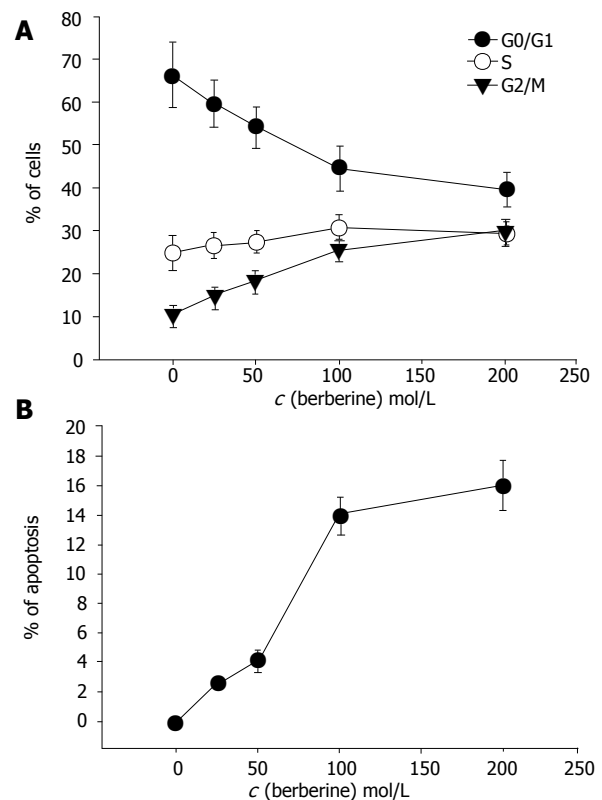 A
G0/G1
S
G2/M
% of cells
80
70
60
50
40
30
20
10
0
0 50 100 150 200 250
c (berberine) mol/L
B
% of apoptosis
20
18
16
14
12
10
8
6
4
2
0
0 50 100 150 200 250
c (berberine) mol/L